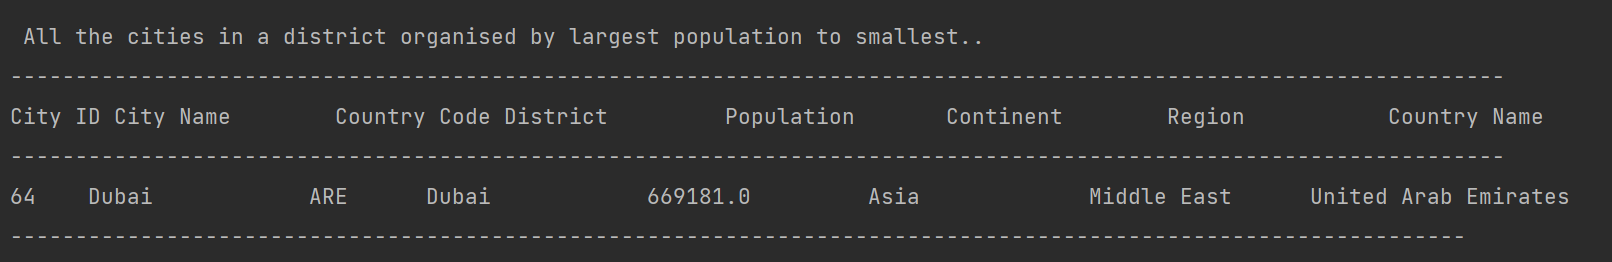 All the cities in a district organised by largest population to smallest..
-------------------------------------------------------------------------------------------------------------------
City ID City Name        Country Code District         Population       Continent        Region           Country Name
-------------------------------------------------------------------------------------------------------------------
64    Dubai            ARE      Dubai            669181.0         Asia             Middle East      United Arab Emirates
----------------------------------------------------------------------------------------------------------------